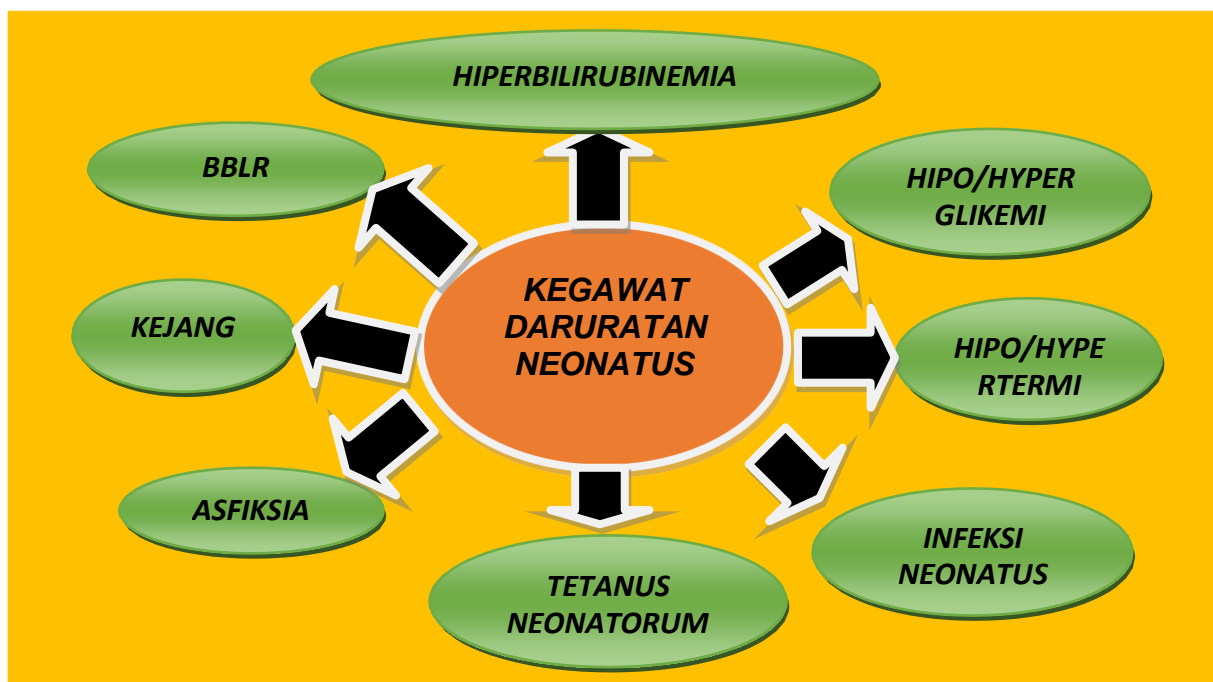 HIPERBILIRUBINEMIA
BBLR
HIPO/HYPER
GLIKEMI
KEGAWAT
DARURATAN
NEONATUS
KEJANG
HIPO/HYPE
RTERMI
ASFIKSIA
INFEKSI
NEONATUS
TETANUS
NEONATORUM